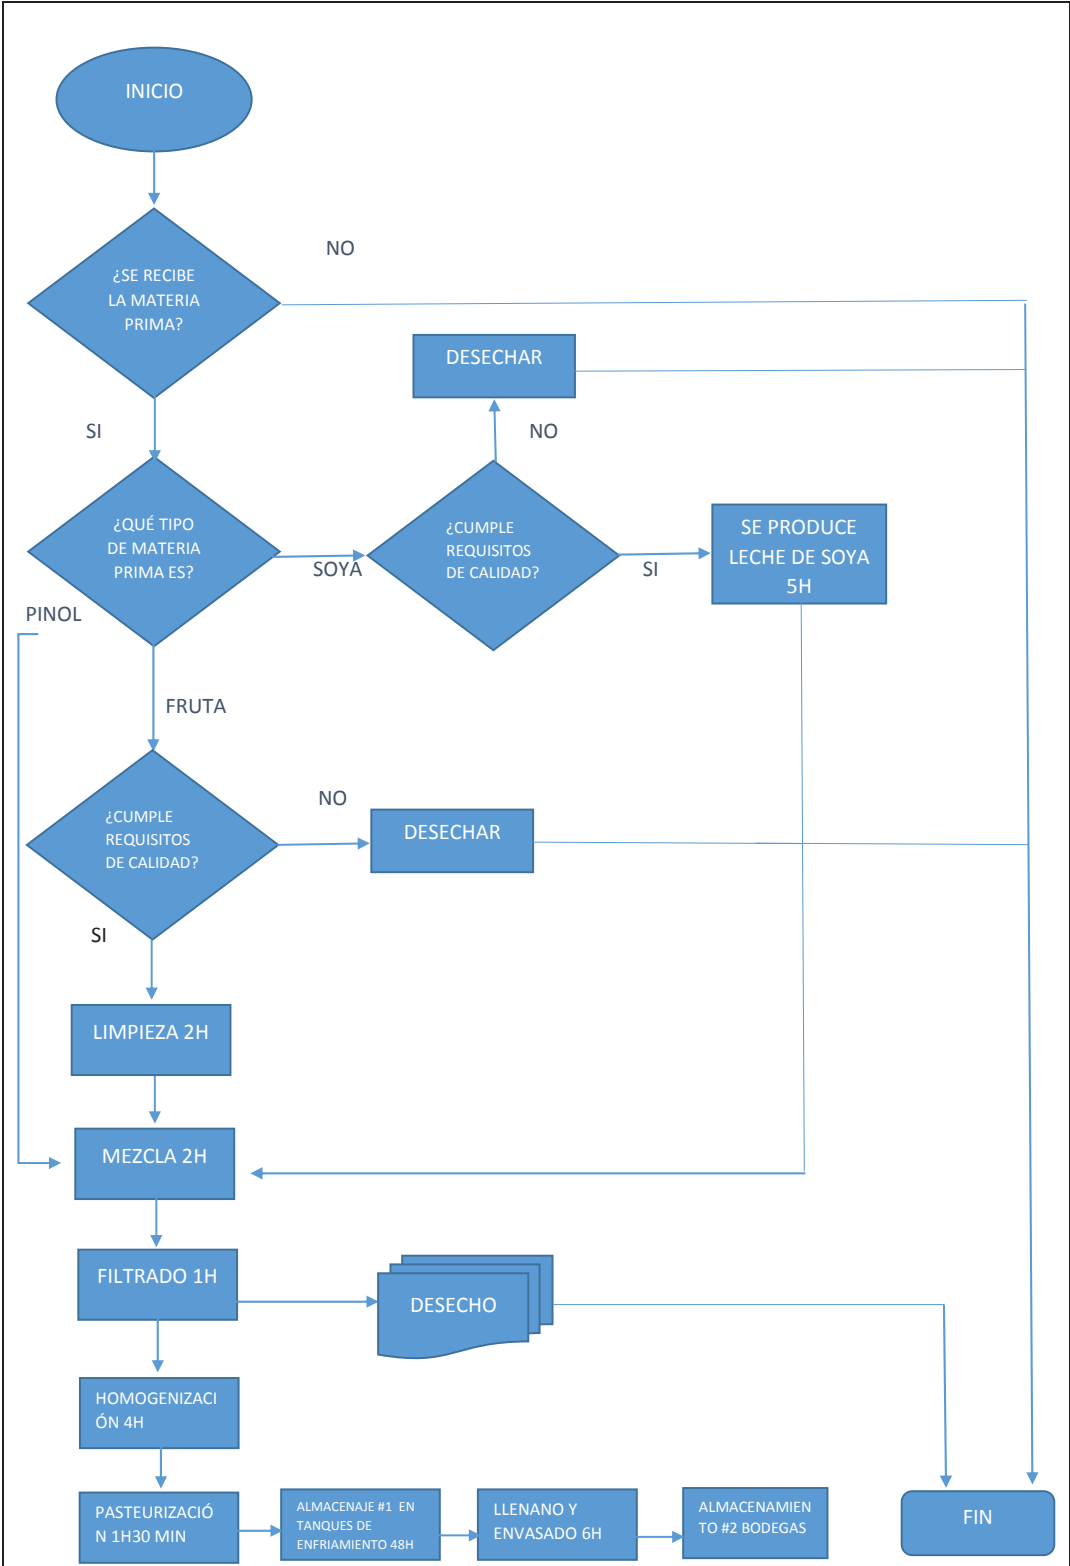 INICIO
NO
¿SE RECIBE
LA MATERIA
PRIMA?
DESECHAR
SI
NO
¿QUÉ TIPO
DE MATERIA
PRIMA ES?
SOYA
¿CUMPLE
REQUISITOS
DE CALIDAD?
SI
SE PRODUCE
LECHE DE SOYA
5H
PINOL
FRUTA
¿CUMPLE
REQUISITOS
DE CALIDAD?
NO
DESECHAR
SI
LIMPIEZA 2H
MEZCLA 2H
FILTRADO 1H
DESECHO
HOMOGENIZACI
ÓN 4H
PASTEURIZACIÓ
N 1H30 MIN
ALMACENAJE #1 EN
TANQUES DE
ENFRIAMIENTO 48H
LLENANO Y
ENVASADO 6H
ALMACENAMIEN
TO #2 BODEGAS
FIN